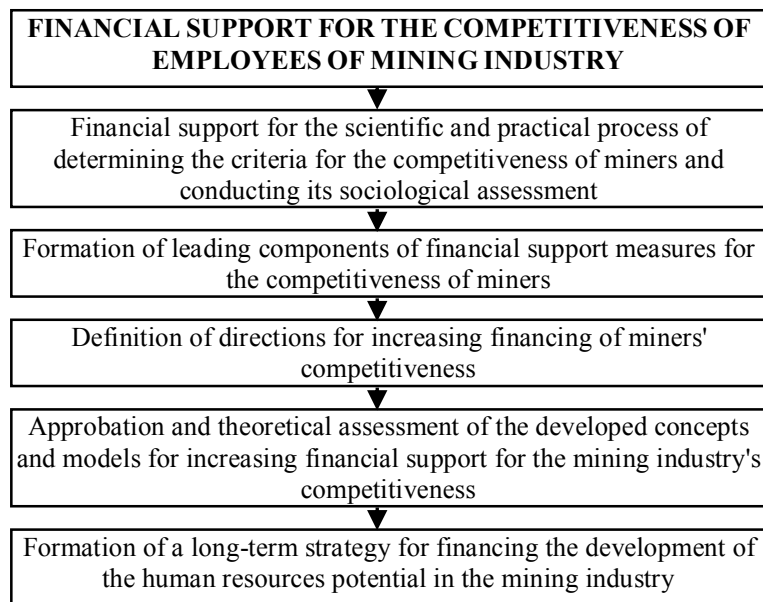 FINANCIAL SUPPORT FOR THE COMPETITIVENESS OF
EMPLOYEES OF MINING INDUSTRY
Financial support for the scientific and practical process of
determining the criteria for the competitiveness of miners and
conducting its sociological assessment
Formation of leading components of financial support measures for
the competitiveness of miners
Definition of directions for increasing financing of miners'
competitiveness
Approbation and theoretical assessment of the developed concepts
and models for increasing financial support for the mining industry's
competitiveness
Formation of a long-term strategy for financing the development of
the human resources potential in the mining industry